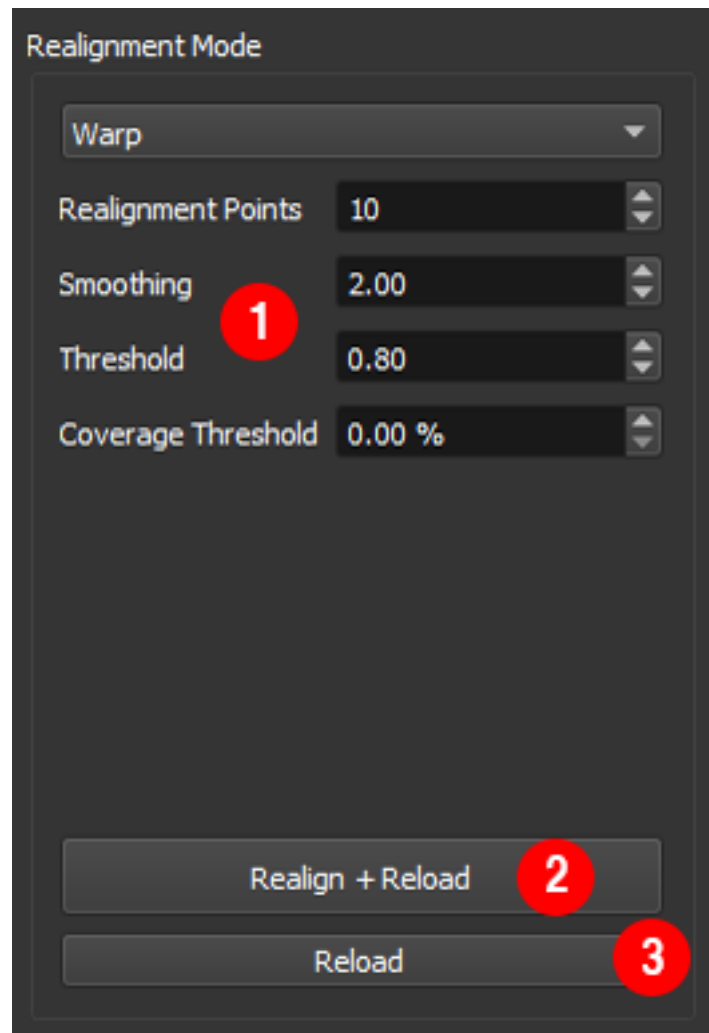 Realignment Mode
Warp
Realignment Points 10
Smoothing 2.00
1
Threshold 0.80
Coverage Threshold 0.00 %
Realign + Reload 2
Reload 3